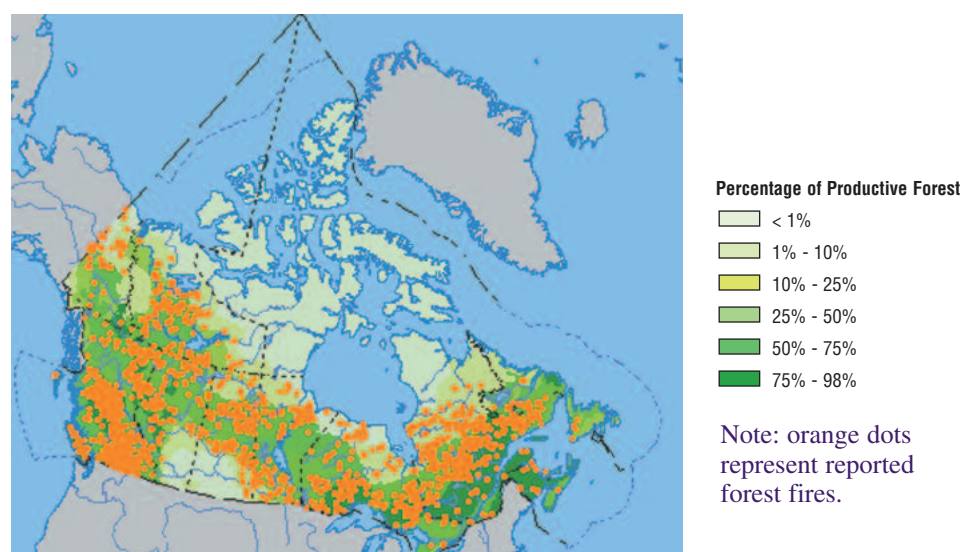 Percentage of Productive Forest
< 1%
1% - 10%
10% - 25%
25% - 50%
50% - 75%
75% - 98%
Note: orange dots
represent reported
forest fires.